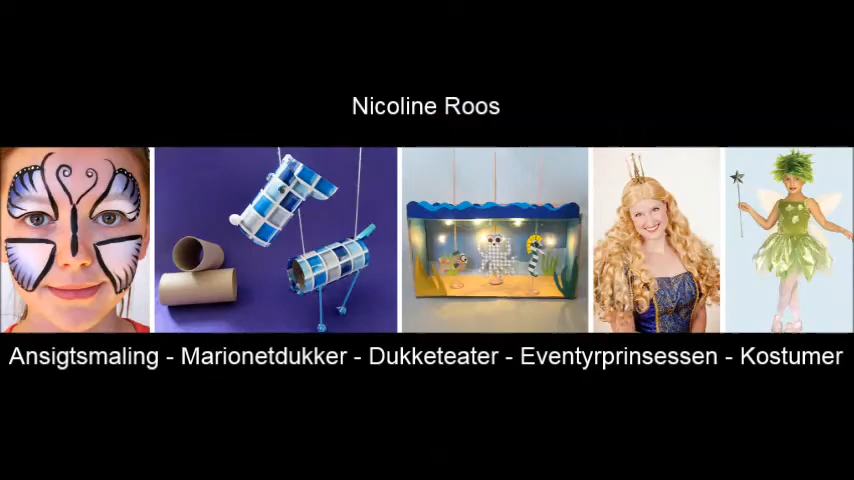 Nicoline Roos
Ansigtsmaling - Marionetdukker - Dukketeater - Eventyrprinsessen - Kostumer